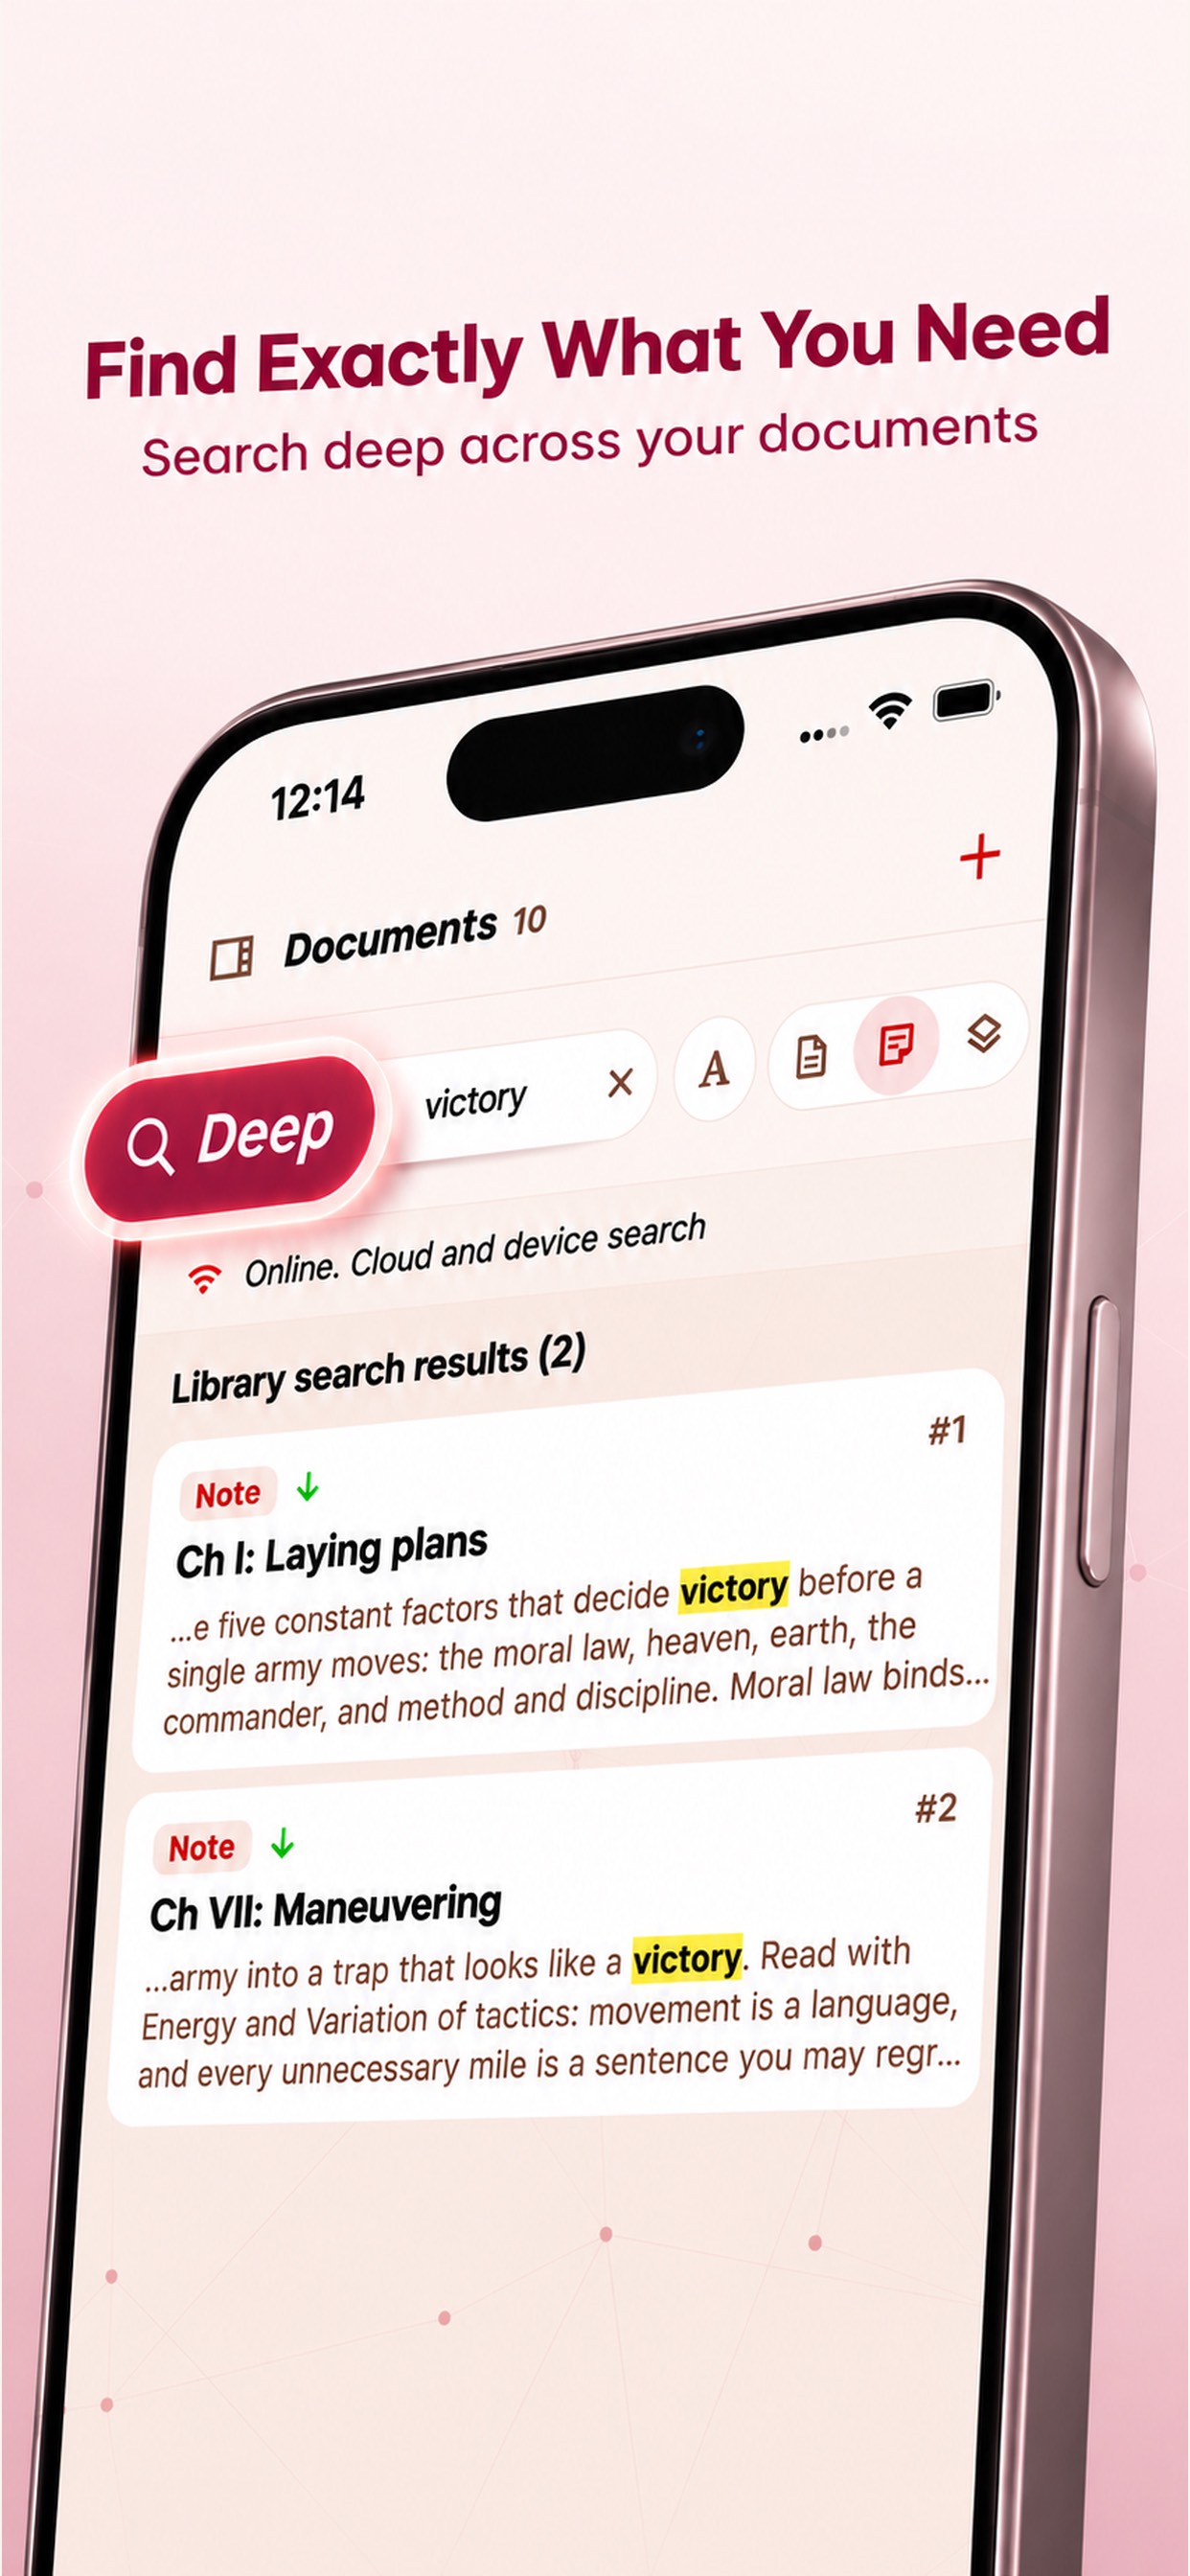 Find Exactly What You Need
Search deep across your documents
12:14
Documents 10
Deep
victory
A
Online. Cloud and device search
Library search results (2)
#1
Note
Ch I: Laying plans
...e five constant factors that decide victory before a
single army moves: the moral law, heaven, earth, the
commander, and method and discipline. Moral law binds...
#2
Note
Ch VII: Maneuvering
...army into a trap that looks like a victory. Read with
Energy and Variation of tactics: movement is a language,
and every unnecessary mile is a sentence you may regr...